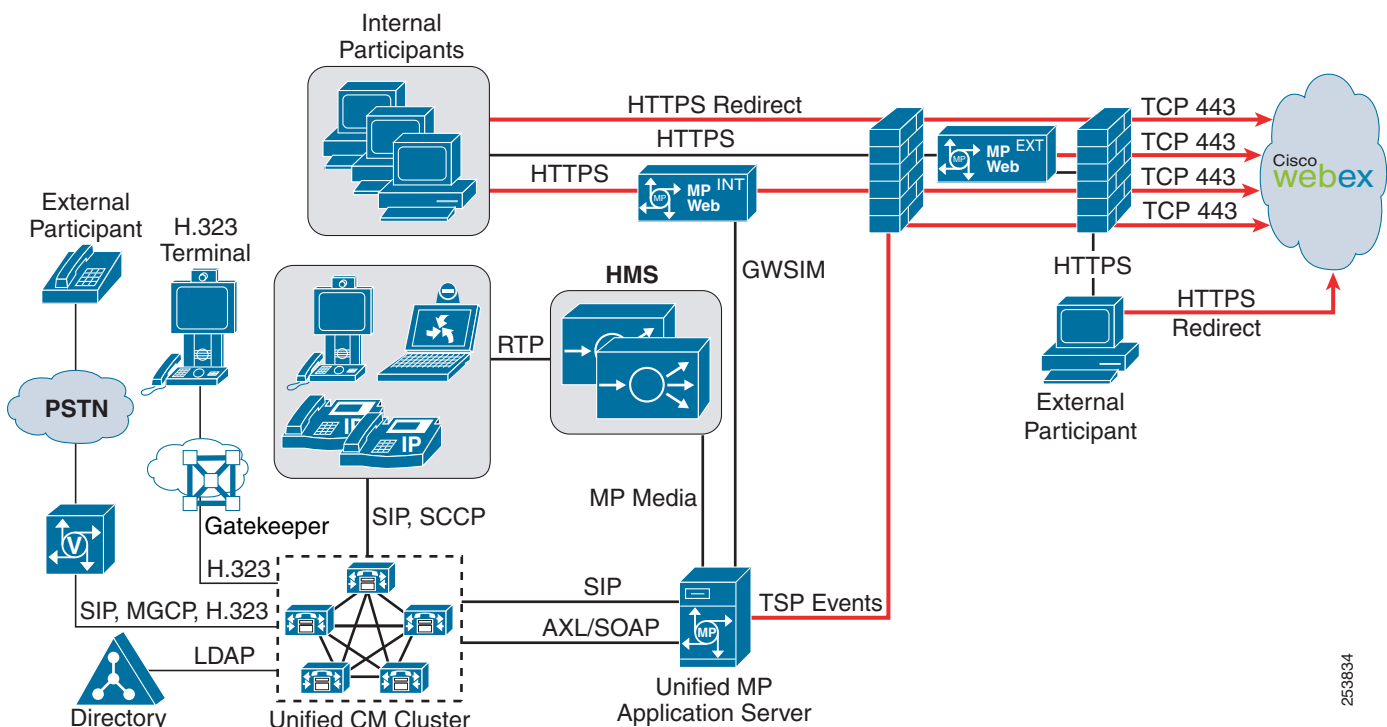 Internal
Participants
HTTPS Redirect
TCP 443
HTTPS
MP
MP EXT
Web
TCP 443
Cisco
webex
HTTPS
MP
MP INT
Web
TCP 443
TCP 443
External
Participant
H.323
Terminal
HMS
GWSIM
HTTPS
HTTPS
Redirect
RTP
PSTN
IP
IP
External
Participant
MP Media
V
Gatekeeper
SIP, SCCP
H.323
SIP
SIP, MGCP, H.323
TSP Events
AXL/SOAP
MP
LDAP
Directory
Unified CM Cluster
Unified MP
Application Server
253834